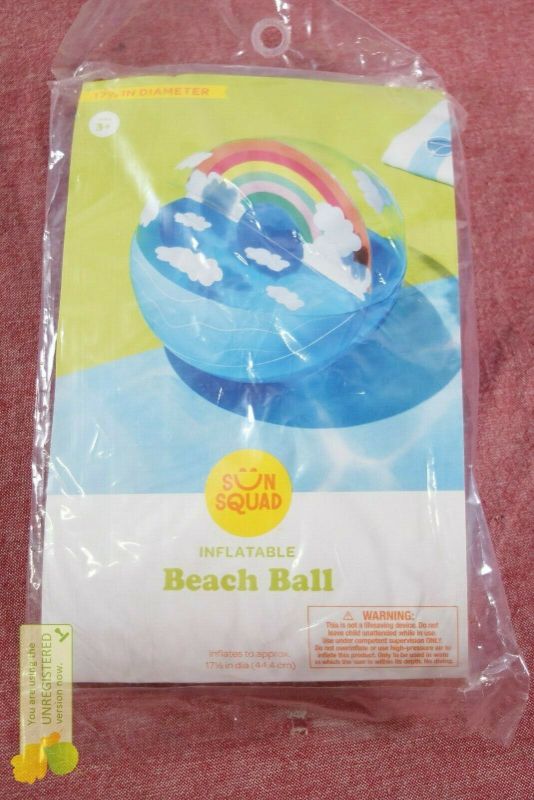 17½ IN DIAMETER
3+
SUN
SQUAD
INFLATABLE
Beach Ball
Inflates to approx.
17½ in dia (44.4 cm)
⚠ WARNING:
This is not a lifesaving device. Do not
leave child unattended while in use.
Use under competent supervision ONLY.
Do not overinflate or use high-pressure air to
inflate this product. Only to be used in water
in which the user is within its depth. No diving.
You are using the
UNREGISTERED
version now.